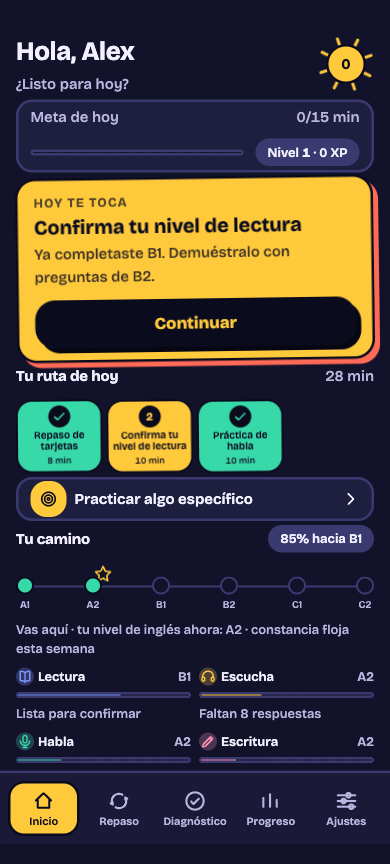 Hola, Alex
0
¿Listo para hoy?
Meta de hoy
0/15 min
Nivel 1 · 0 XP
HOY TE TOCA
Confirma tu nivel de lectura
Ya completaste B1. Demuéstralo con
preguntas de B2.
Continuar
Tu ruta de hoy
28 min
Repaso de
tarjetas
8 min
2
Confirma tu
nivel de lectura
10 min
Práctica de
habla
10 min
Practicar algo específico
Tu camino
85% hacia B1
A1
A2
B1
B2
C1
C2
Vas aquí · tu nivel de inglés ahora: A2 · constancia floja
esta semana
Lectura
B1
Escucha
A2
Lista para confirmar
Faltan 8 respuestas
Habla
A2
Escritura
A2
Inicio
Repaso
Diagnóstico
Progreso
Ajustes